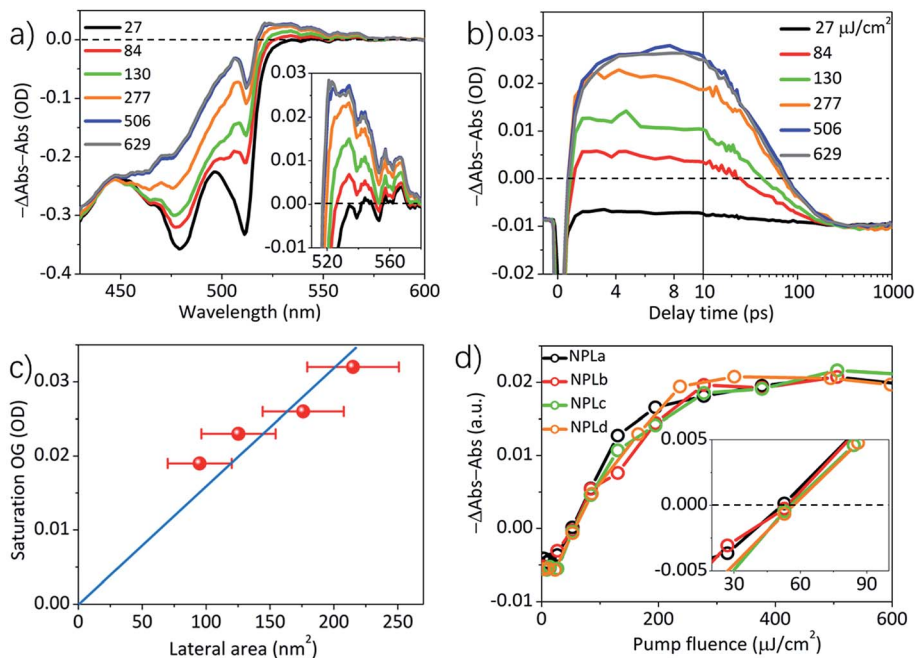 a)
27
84
130
277
506
629
0.0
-0.1
-0.2
-0.3
-0.4
−ΔAbs−Abs (OD)
450 500 550 600
Wavelength (nm)
0.03
0.02
0.01
0.00
-0.01
520 540 560
b)
27 μJ/cm²
84
130
277
506
629
0.03
0.02
0.01
0.00
-0.01
-0.02
−ΔAbs−Abs (OD)
0 4 8 10 100 1000
Delay time (ps)
c)
0.03
0.02
0.01
0.00
Saturation OG (OD)
0 50 100 150 200 250
Lateral area (nm²)
d)
NPLa
NPLb
NPLc
NPLd
0.02
0.01
0.00
-0.01
−ΔAbs−Abs (a.u.)
0 200 400 600
Pump fluence (μJ/cm²)
0.005
0.000
-0.005
30 60 90